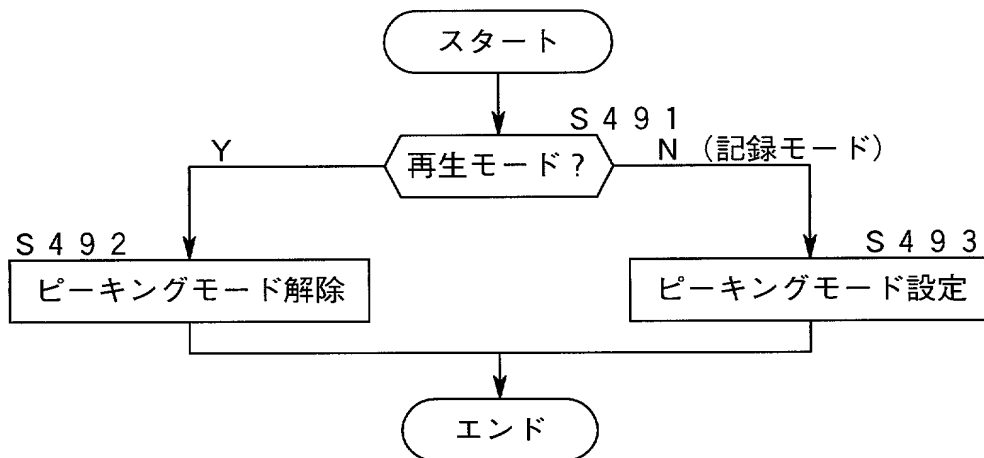 スタート
S491
再生モード?
Y
N (記録モード)
S492
ピーキングモード解除
S493
ピーキングモード設定
エンド